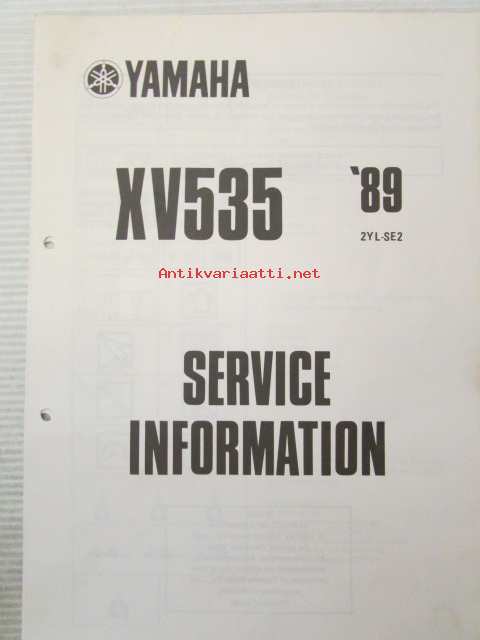 YAMAHA
XV535 '89
2YL-SE2
Antikvariaatti.net
SERVICE
INFORMATION